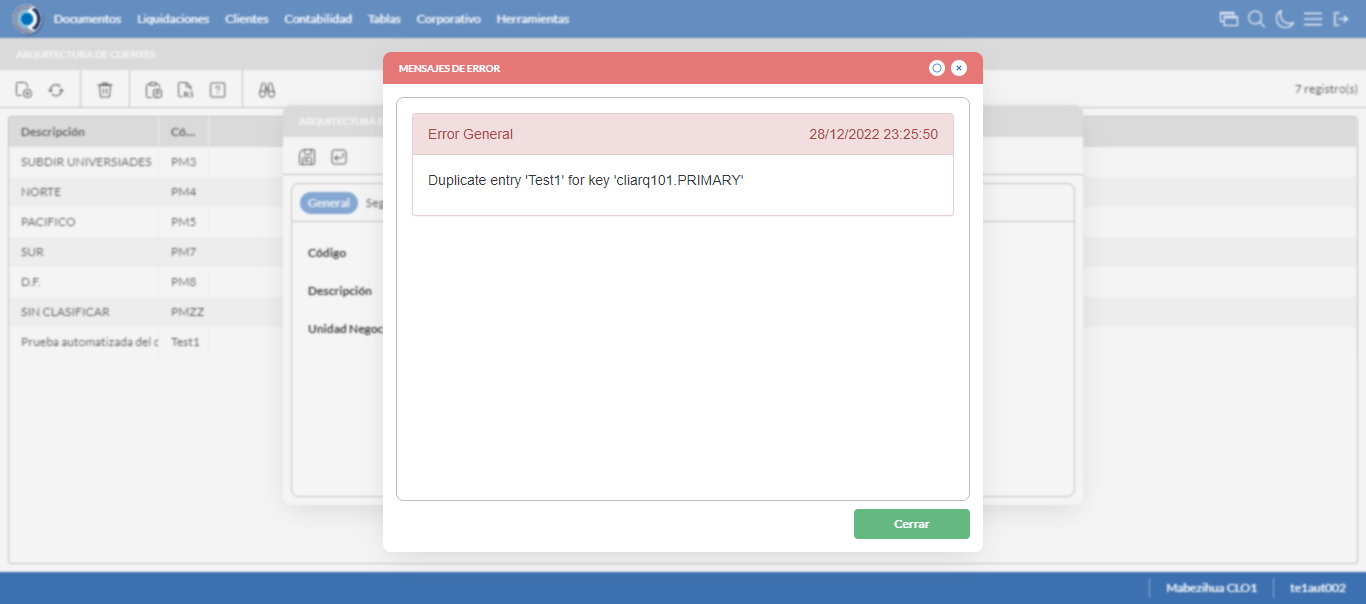 Documentos Liquidaciones Clientes Contabilidad Tablas Corporativo Herramientas
ARQUITECTURA DE CLIENTES
MENSAJES DE ERROR
7 registro(s)
Error General 28/12/2022 23:25:50
Duplicate entry 'Test1' for key 'cliarq101.PRIMARY'
Cerrar
ARQUITECTURA D
General Seg
Código
Descripción
Unidad Negoc
Descripción Có...
SUBDIR UNIVERSIADES PM3
NORTE PM4
PACIFICO PM5
SUR PM7
D.F. PM8
SIN CLASIFICAR PMZZ
Prueba automatizada del c Test1
Mabezihua CLO1 te1aut002